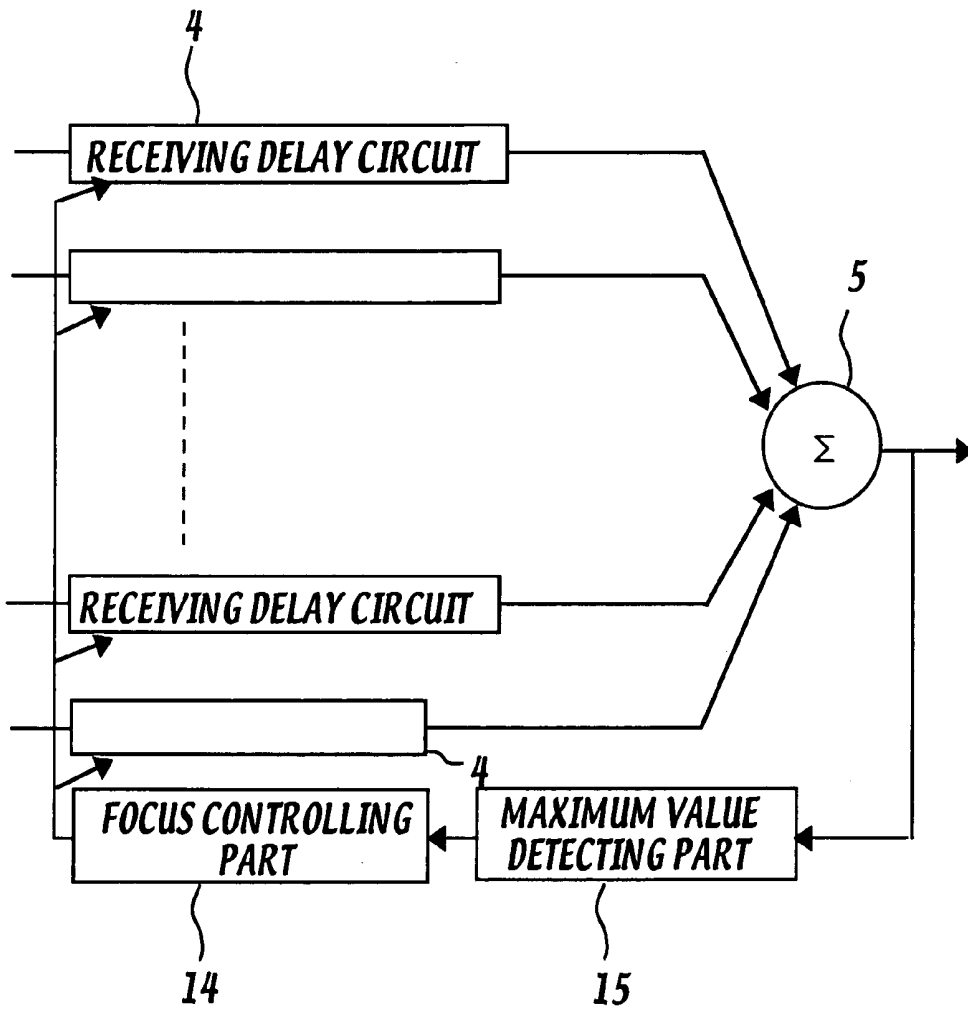 4
RECEIVING DELAY CIRCUIT
5
Σ
RECEIVING DELAY CIRCUIT
4
FOCUS CONTROLLING
PART
MAXIMUM VALUE
DETECTING PART
14
15